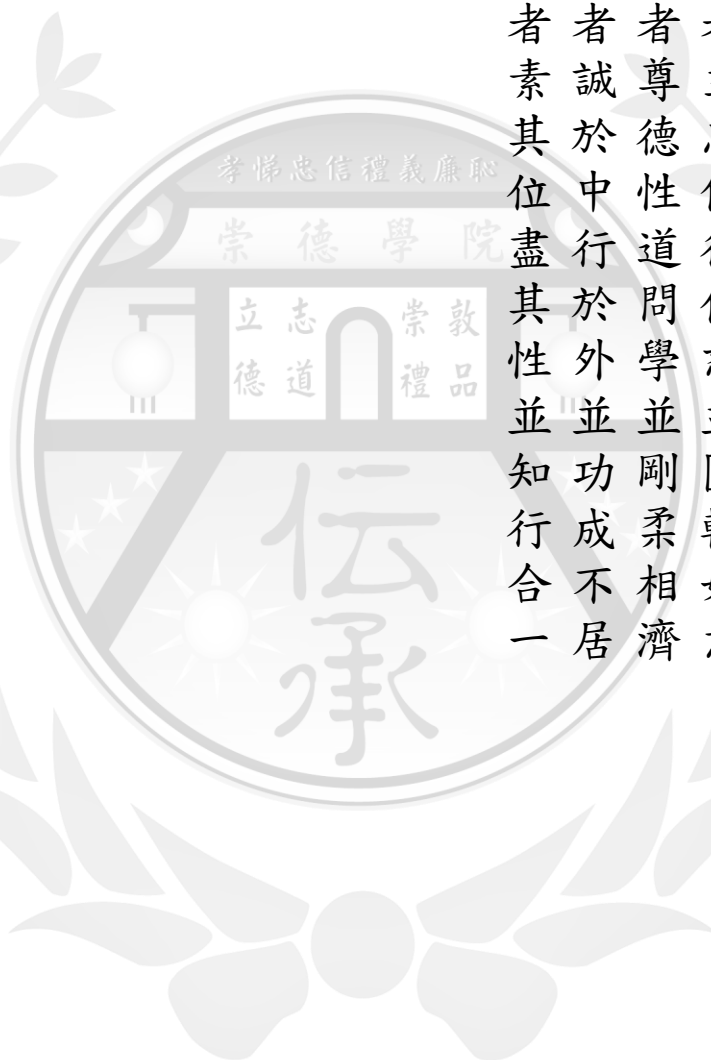 者尊德性道問學並剛柔相濟
者誠於中行於外並功成不居
者素其位盡其性並知行合一
孝悌忠信禮義廉恥
崇德學院
敦品
崇禮
志道
立德
伝承